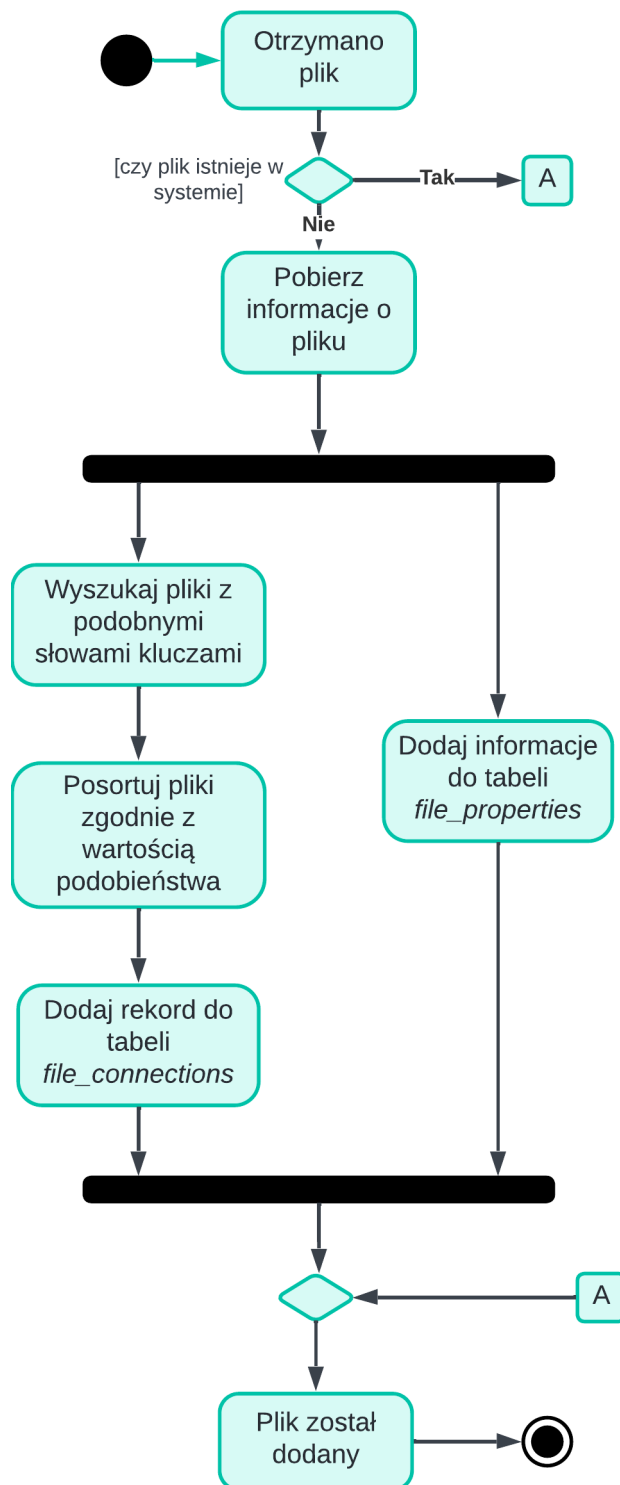 Otrzymano
plik
[czy plik istnieje w
systemie]
Tak
A
Nie
Pobierz
informacje o
pliku
Wyszukaj pliki z
podobnymi
słowami kluczami
Posortuj pliki
zgodnie z
wartością
podobieństwa
Dodaj informacje
do tabeli
file_properties
Dodaj rekord do
tabeli
file_connections
A
Plik został
dodany